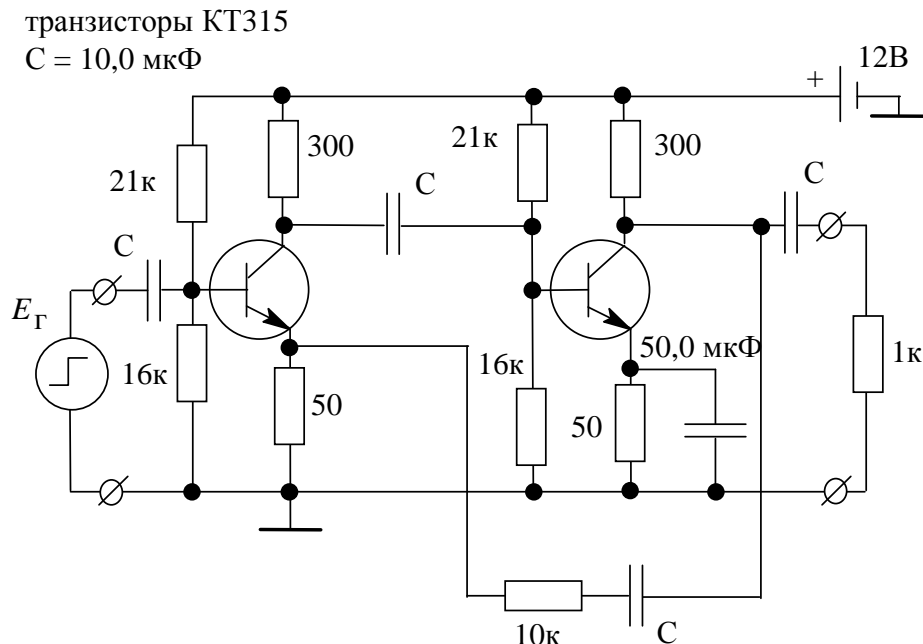 транзисторы КТ315
C = 10,0 мкФ
12В
+
300
21к
300
21к
C
C
C
E Г
16к
50
16к
50,0 мкФ
50
1к
10к
C